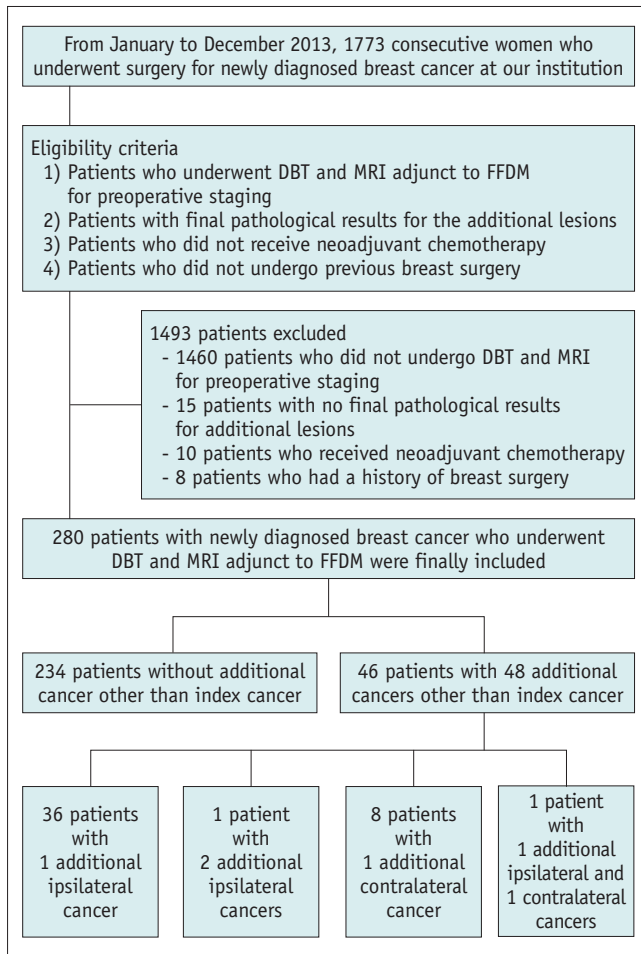 From January to December 2013, 1773 consecutive women who
underwent surgery for newly diagnosed breast cancer at our institution
Eligibility criteria
1) Patients who underwent DBT and MRI adjunct to FFDM
for preoperative staging
2) Patients with final pathological results for the additional lesions
3) Patients who did not receive neoadjuvant chemotherapy
4) Patients who did not undergo previous breast surgery
1493 patients excluded
- 1460 patients who did not undergo DBT and MRI
for preoperative staging
- 15 patients with no final pathological results
for additional lesions
- 10 patients who received neoadjuvant chemotherapy
- 8 patients who had a history of breast surgery
280 patients with newly diagnosed breast cancer who underwent
DBT and MRI adjunct to FFDM were finally included
234 patients without additional
cancer other than index cancer
46 patients with 48 additional
cancers other than index cancer
36 patients
with
1 additional
ipsilateral
cancer
1 patient
with
2 additional
ipsilateral
cancers
8 patients
with
1 additional
contralateral
cancer
1 patient
with
1 additional
ipsilateral and
1 contralateral
cancers